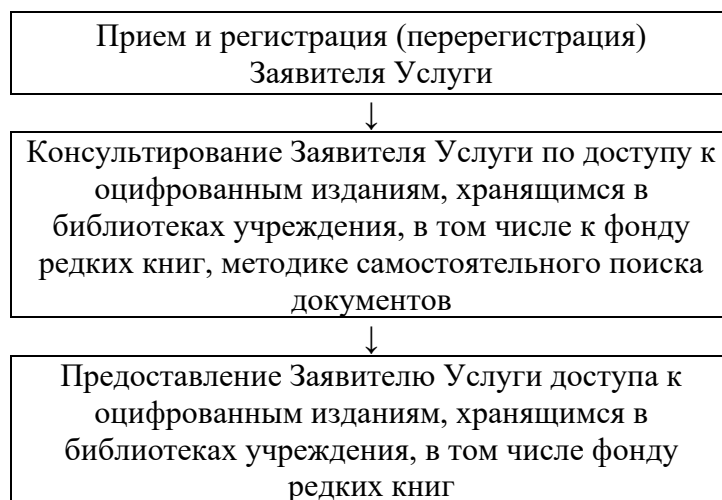 Прием и регистрация (перерегистрация)
Заявителя Услуги
↓
Консультирование Заявителя Услуги по доступу к
оцифрованным изданиям, хранящимся в
библиотеках учреждения, в том числе к фонду
редких книг, методике самостоятельного поиска
документов
↓
Предоставление Заявителю Услуги доступа к
оцифрованным изданиям, хранящимся в
библиотеках учреждения, в том числе фонду
редких книг